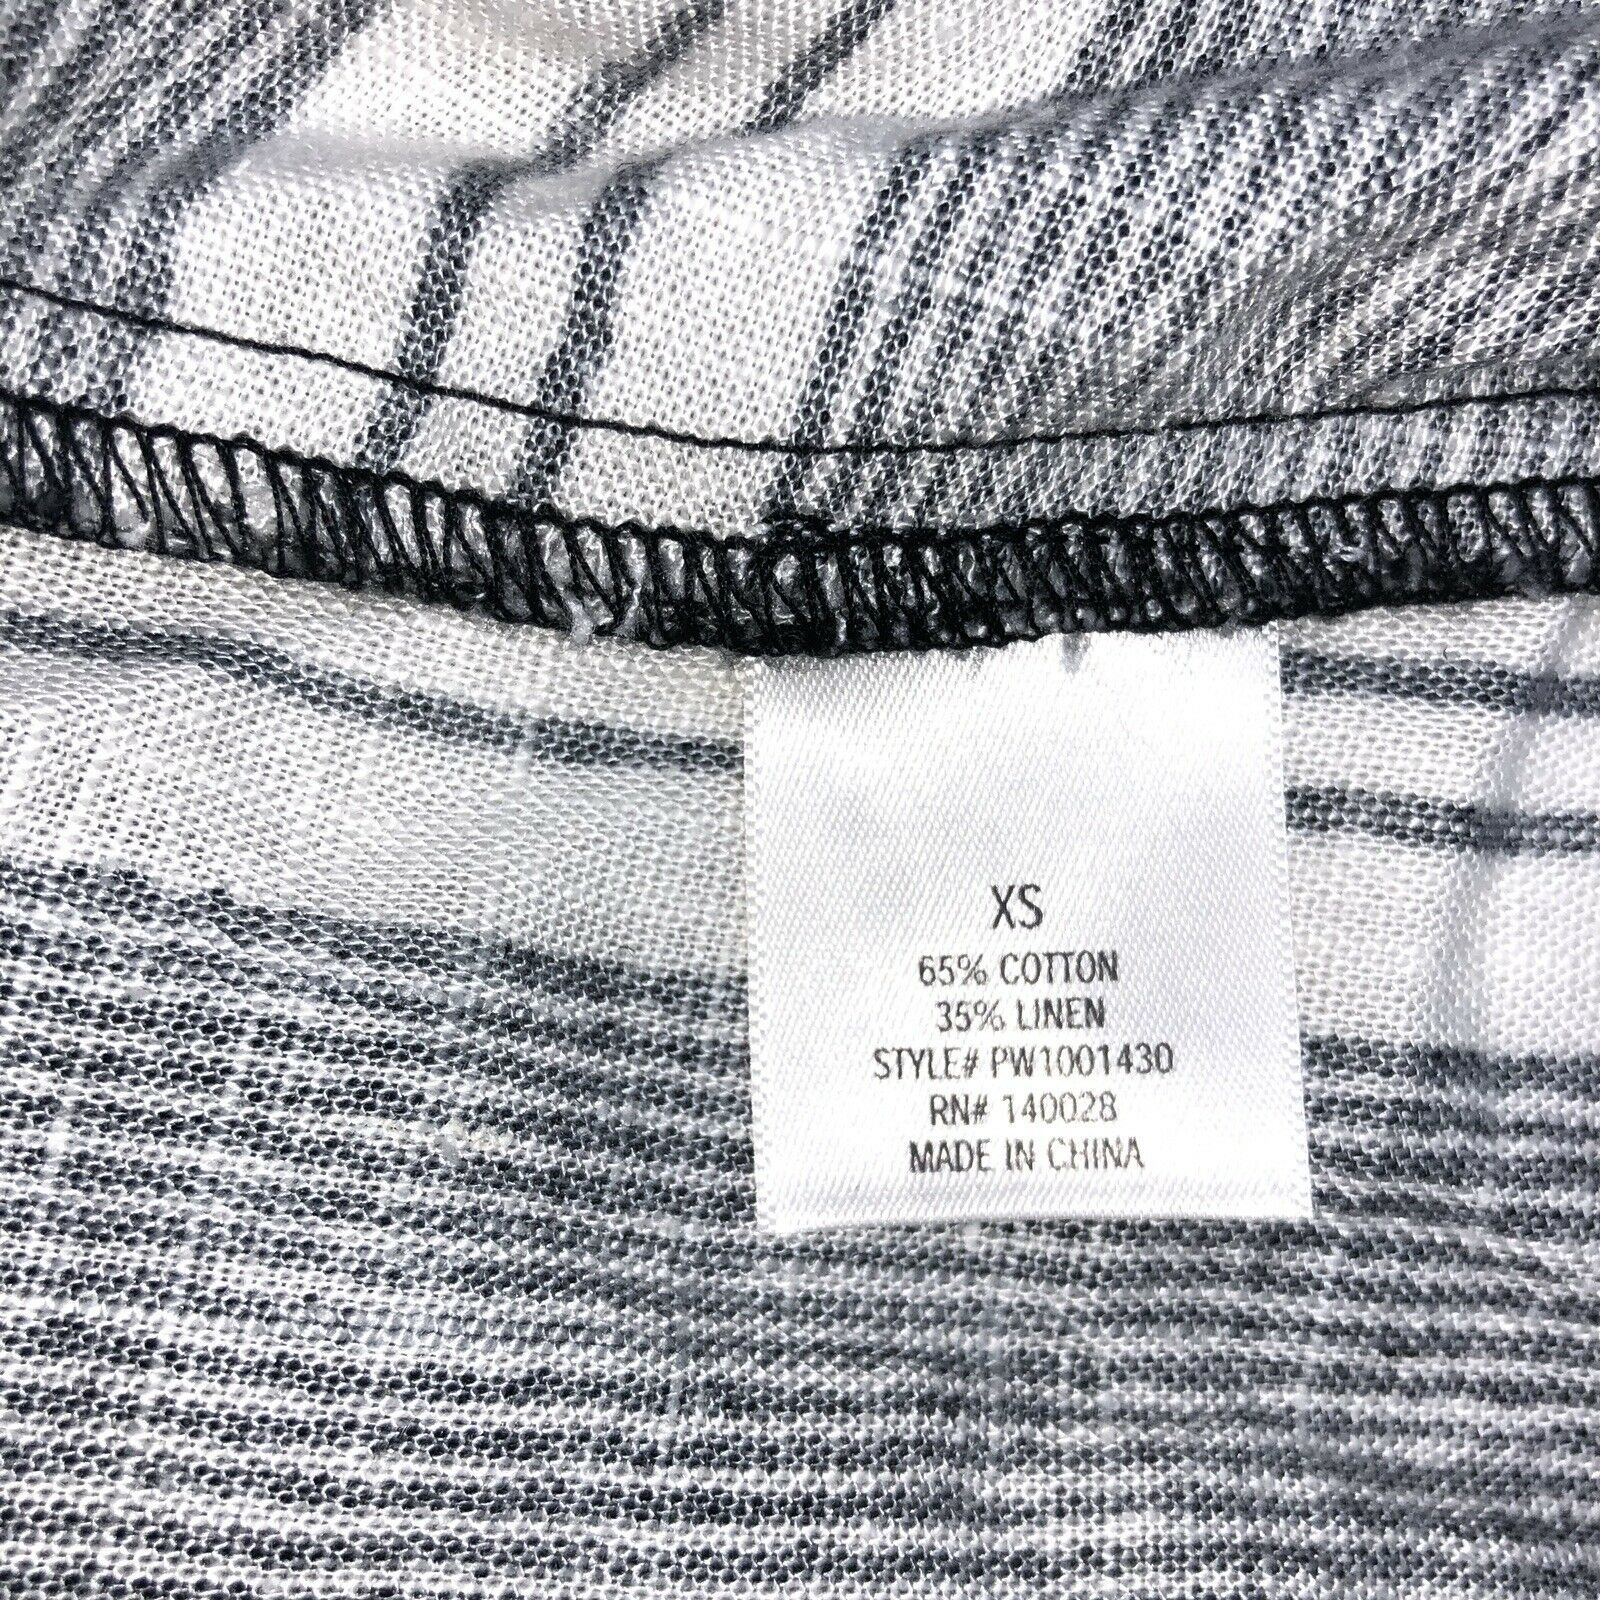 XS
65% COTTON
35% LINEN
STYLE# PW1001430
RN# 140028
MADE IN CHINA